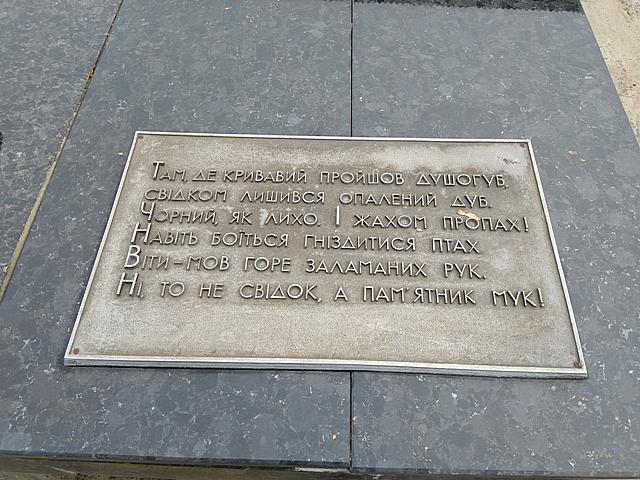 Там, де кривавий пройшов душогуб,
свідком лишився опалений дуб.
Чорний, як лихо. І жахом пропах!
Навіть боїться гніздитися птах.
Віти-мов горе заламаних рук.
Ні, то не свідок, а пам'ятник мук!